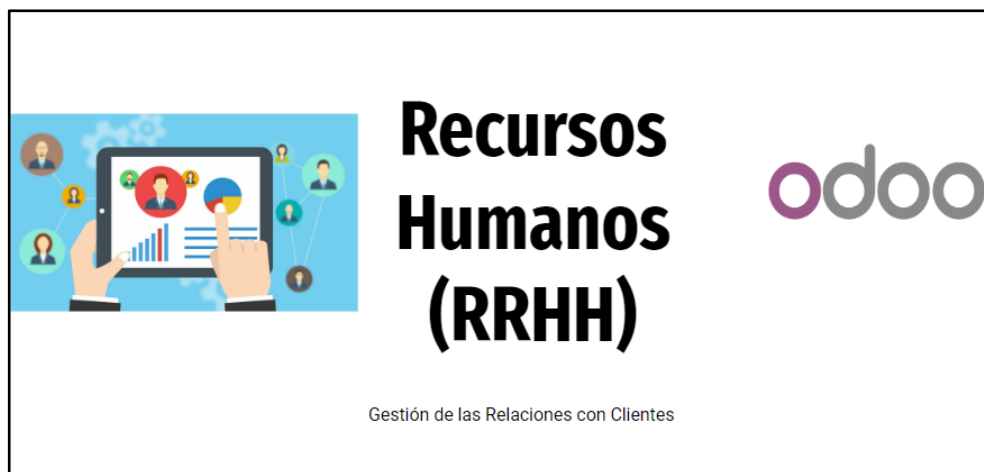 Recursos
Humanos
(RRHH)
odoo
Gestión de las Relaciones con Clientes